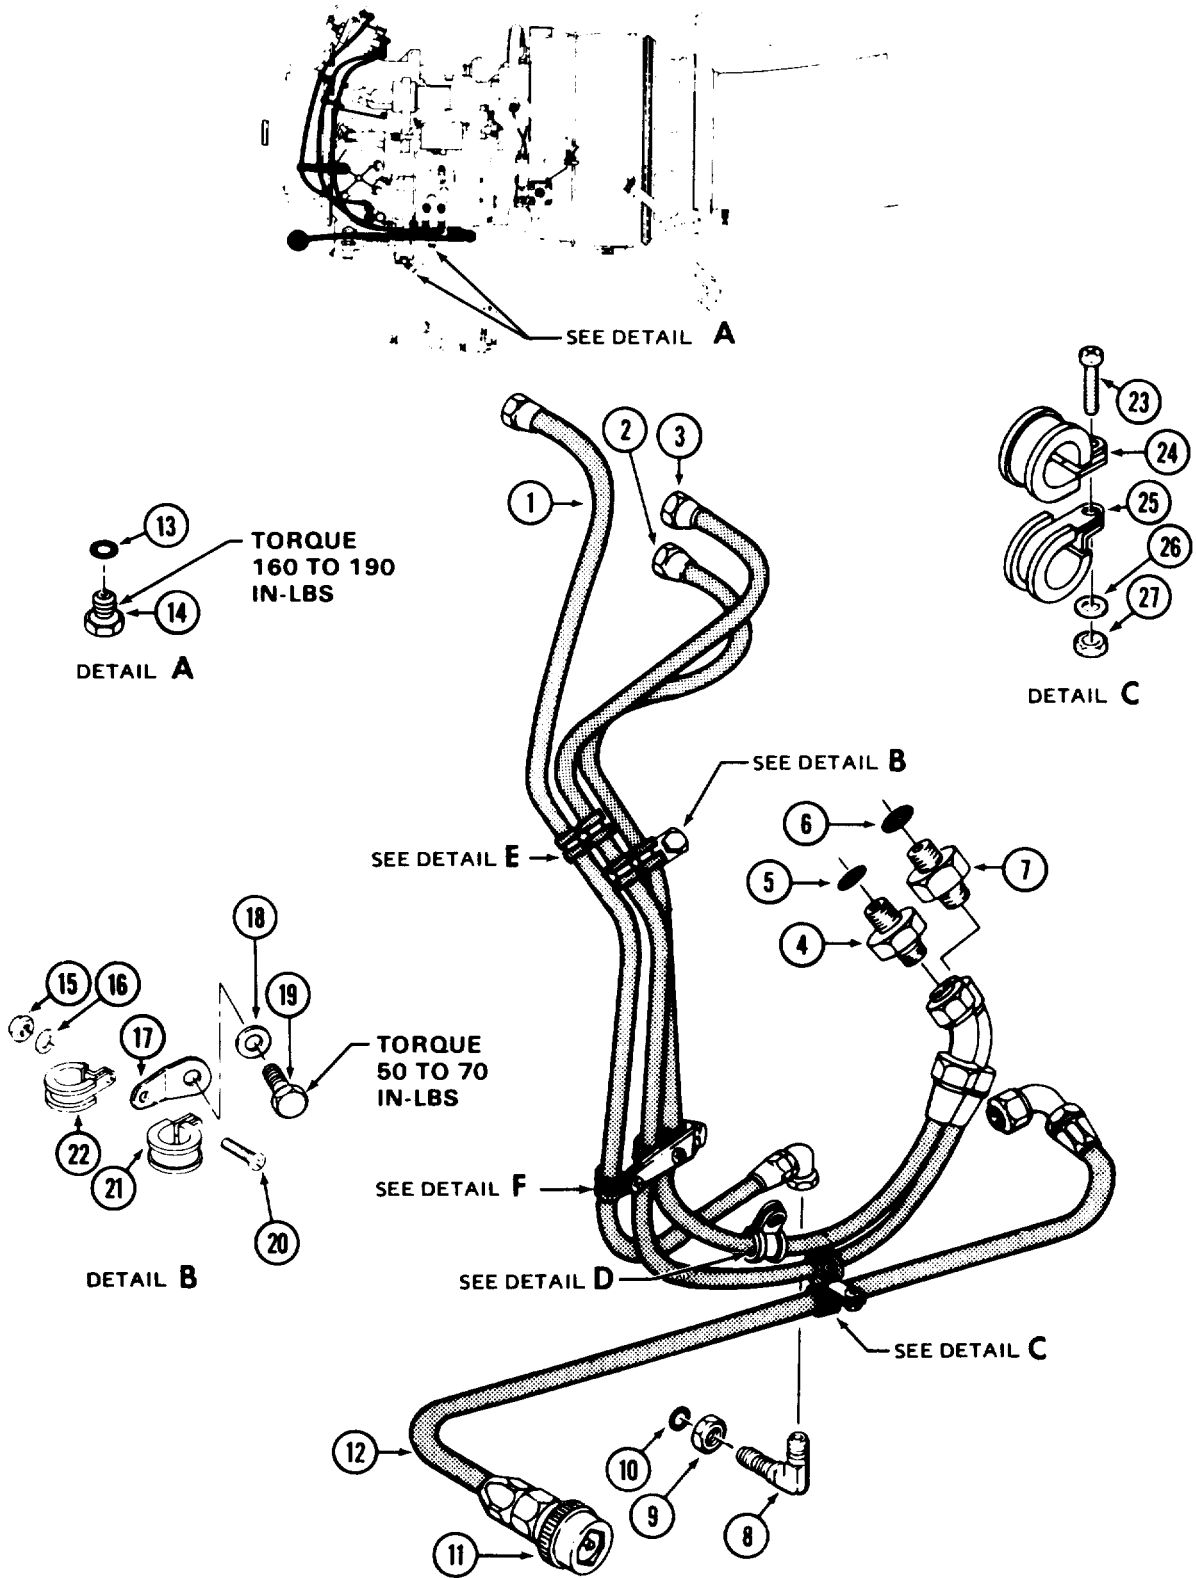 SEE DETAIL A
23
2
3
24
1
25
13
TORQUE
160 TO 190
IN-LBS
26
14
27
DETAIL A
DETAIL C
SEE DETAIL B
6
SEE DETAIL E
7
5
18
4
15
16
19
17
TORQUE
50 TO 70
IN-LBS
22
21
SEE DETAIL F
20
DETAIL B
SEE DETAIL D
SEE DETAIL C
12
10
9
8
11